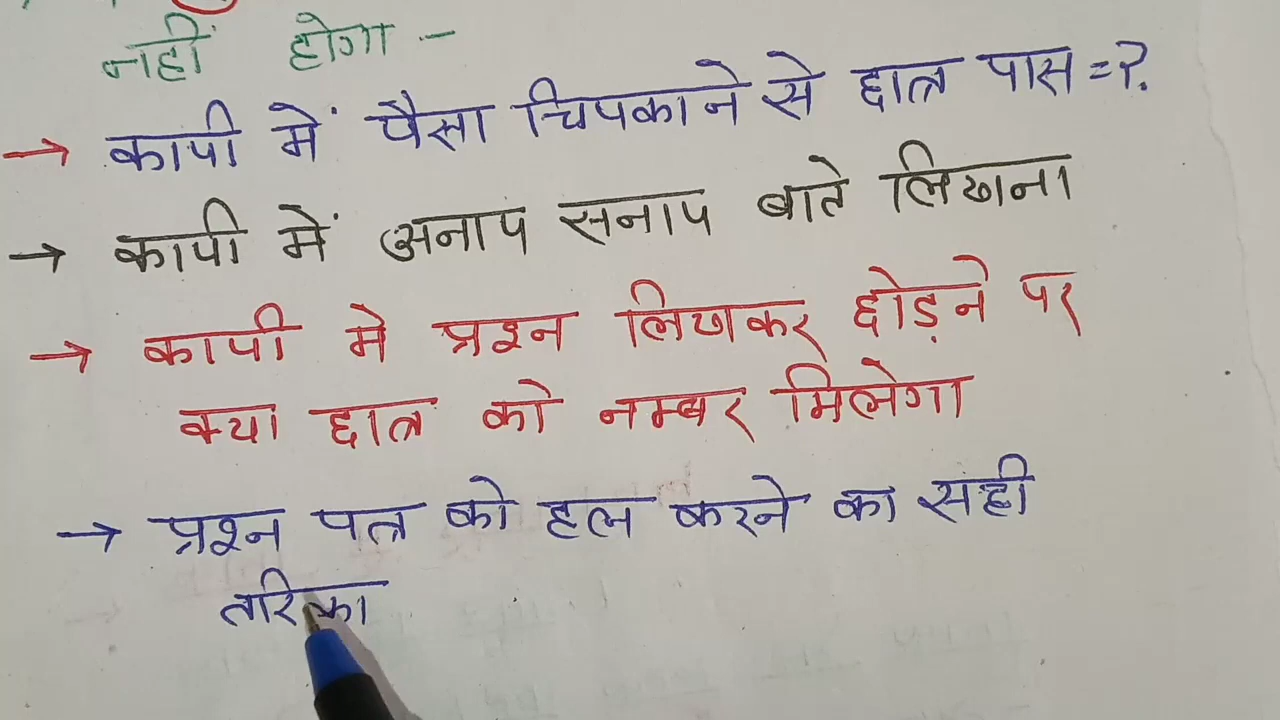 नहीं होगा -
→ कापी में पैसा चिपकाने से छात्र पास =?.
→ कापी में अनाप सनाप बाते लिखना
→ कापी मे प्रश्न लिखकर छोड़ने पर
क्या छात्र को नम्बर मिलेगा
→ प्रश्न पत्र को हल करने का सही
तरिका